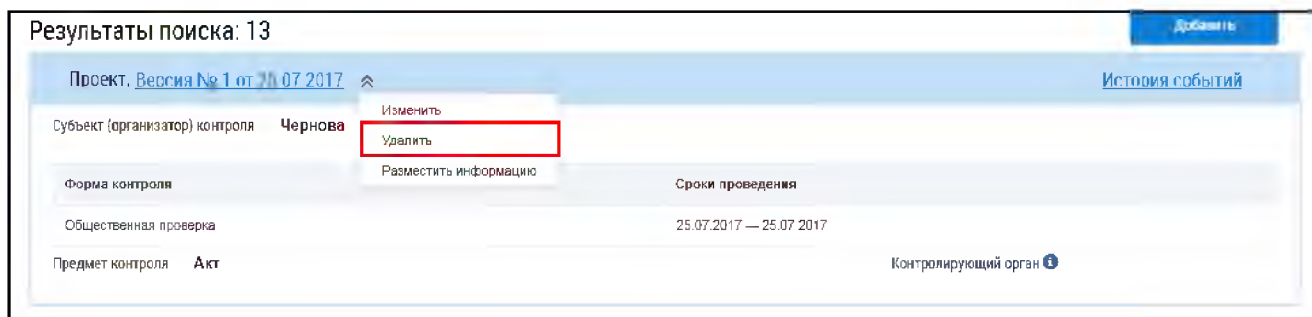 Результаты поиска: 13
Добавить
Проект. Версия № 1 от 07 2017
История событий
Изменить
Субъект (организатор) контроля Чернова
Удалить
Разместить информацию
Форма контроля Сроки проведения
Общественная проверка 25.07.2017 — 25.07 2017
Предмет контроля Акт Контролирующий орган